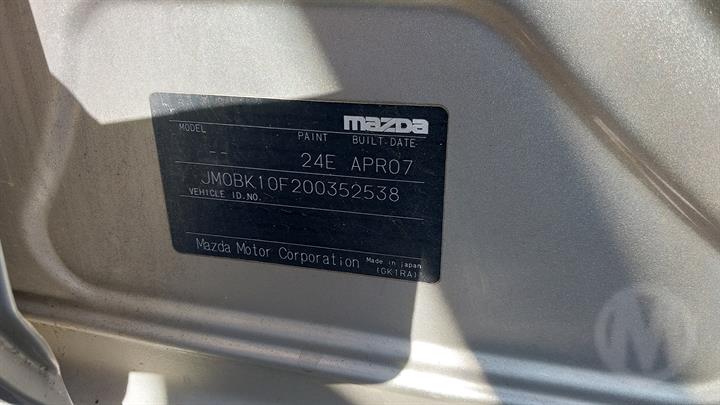 mazda
MODEL PAINT BUILT-DATE
-- 24E APR07
JM0BK10F200352538
VEHICLE ID.NO.
Mazda Motor Corporation Made in japan
(GK1RA)
M